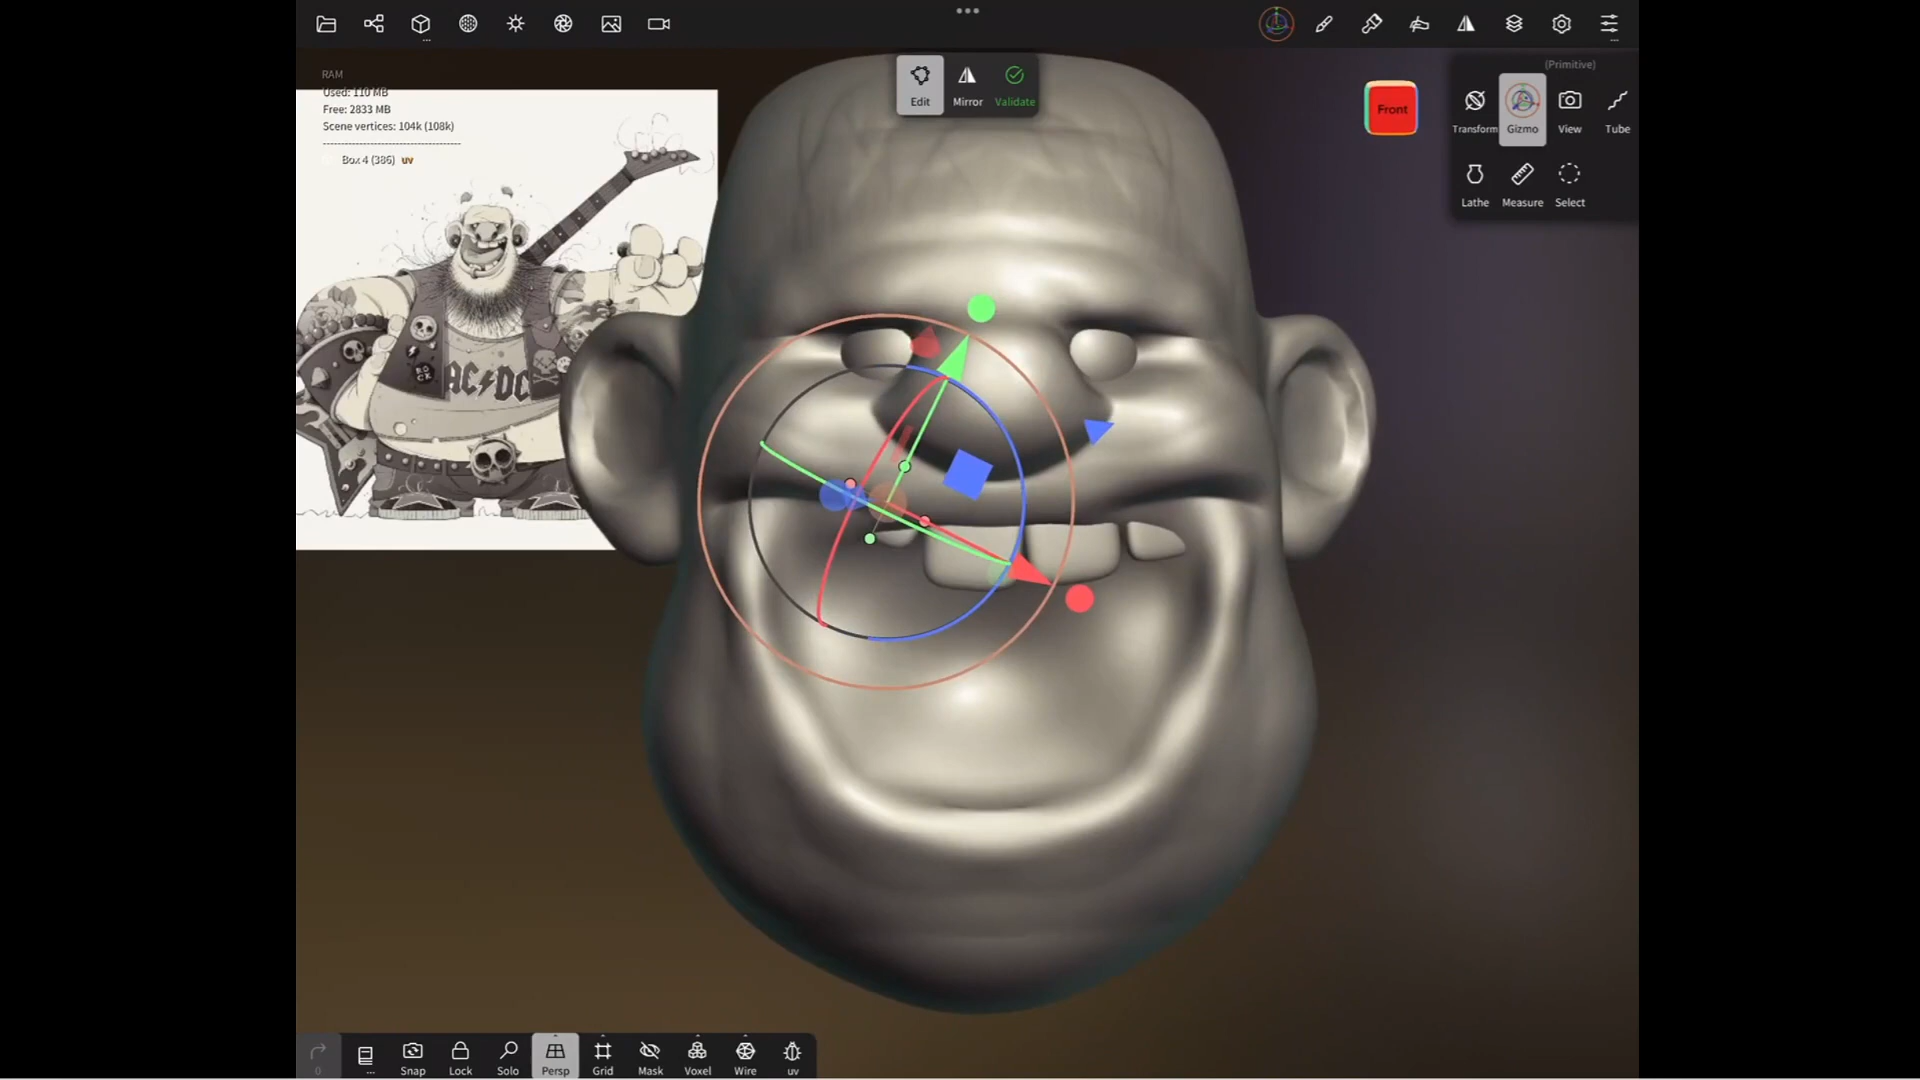 RAM
Used: 110 MB
Free: 2833 MB
Scene vertices: 104k (108k)
Box 4 (386) uv
Edit
Mirror
Validate
Front
(Primitive)
Transform
Gizmo
View
Tube
Lathe
Measure
Select
ROCK
AC DC
0
Snap
Lock
Solo
Persp
Grid
Mask
Voxel
Wire
uv